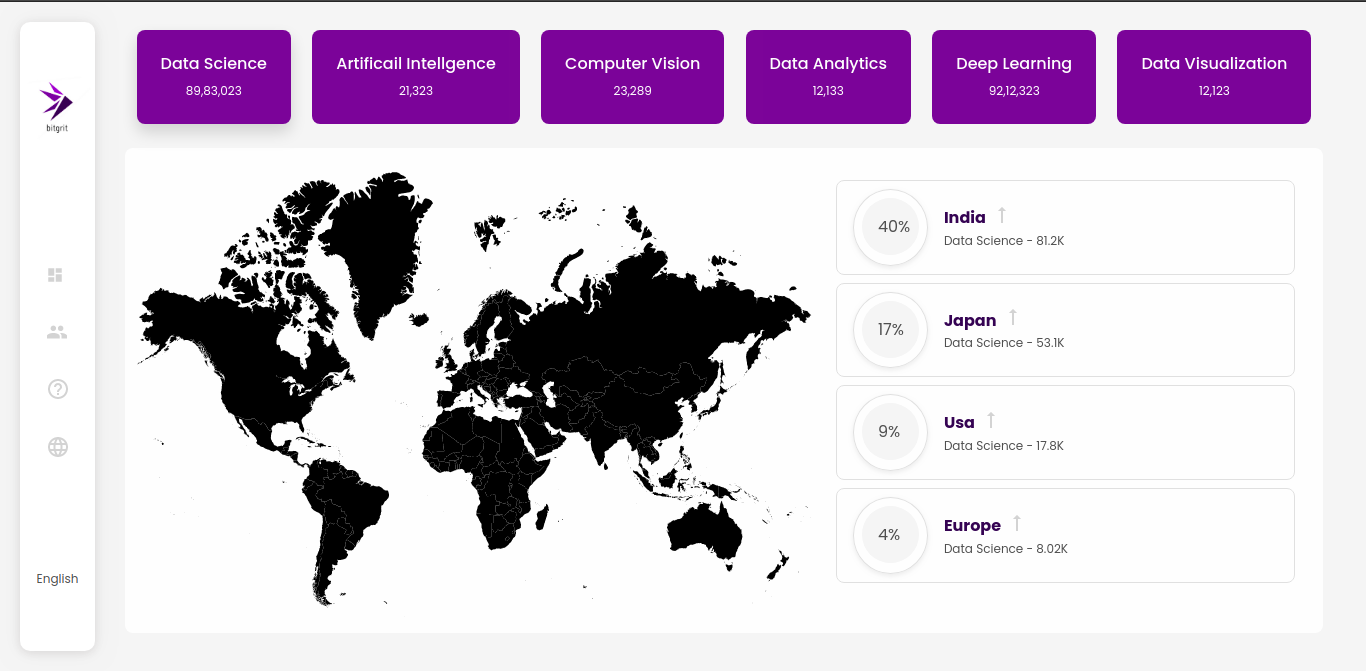 Data Science
89,83,023
Artificail Intellgence
21,323
Computer Vision
23,289
Data Analytics
12,133
Deep Learning
92,12,323
Data Visualization
12,123
bitgrit
English
40%
India
Data Science - 81.2K
17%
Japan
Data Science - 53.1K
9%
Usa
Data Science - 17.8K
4%
Europe
Data Science - 8.02K